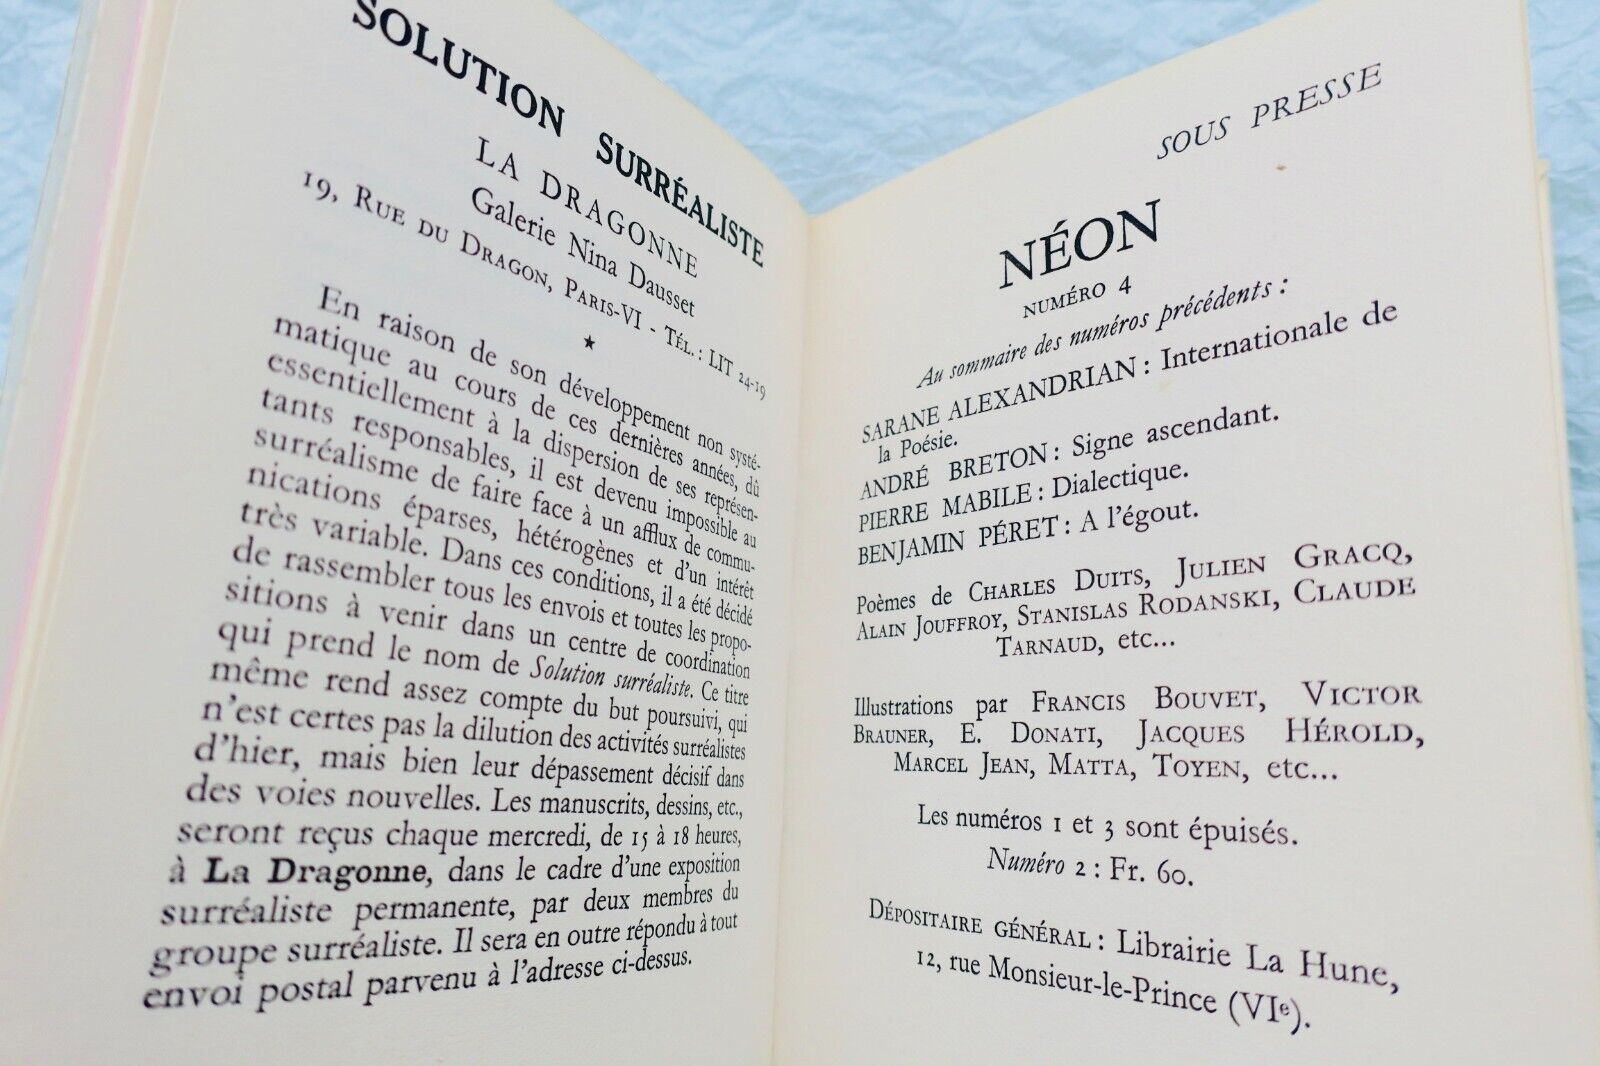 SOLUTION SURRÉALISTE
LA DRAGONNE
Galerie Nina Dausset
19, Rue du Dragon, Paris-VI - Tél. : LIT 24-19
★
En raison de son développement non systé-
matique au cours de ces dernières années, dû
essentiellement à la dispersion de ses représen-
tants responsables, il est devenu impossible au
surréalisme de faire face à un afflux de commu-
nications éparses, hétérogènes et d'un intérêt
très variable. Dans ces conditions, il a été décidé
de rassembler tous les envois et toutes les propo-
sitions à venir dans un centre de coordination
qui prend le nom de Solution surréaliste. Ce titre
même rend assez compte du but poursuivi, qui
n'est certes pas la dilution des activités surréalistes
d'hier, mais bien leur dépassement décisif dans
des voies nouvelles. Les manuscrits, dessins, etc.,
seront reçus chaque mercredi, de 15 à 18 heures,
à La Dragonne, dans le cadre d'une exposition
surréaliste permanente, par deux membres du
groupe surréaliste. Il sera en outre répondu à tout
envoi postal parvenu à l'adresse ci-dessus.
SOUS PRESSE
NÉON
NUMÉRO 4
Au sommaire des numéros précédents :
SARANE ALEXANDRIAN : Internationale de
la Poésie.
ANDRÉ BRETON : Signe ascendant.
PIERRE MABILE : Dialectique.
BENJAMIN PÉRET : A l'égout.
Poèmes de Charles Duits, Julien Gracq,
Alain Jouffroy, Stanislas Rodanski, Claude
Tarnaud, etc...
Illustrations par Francis Bouvet, Victor
Brauner, E. Donati, Jacques Hérold,
Marcel Jean, Matta, Toyen, etc...
Les numéros 1 et 3 sont épuisés.
Numéro 2 : Fr. 60.
Dépositaire général : Librairie La Hune,
12, rue Monsieur-le-Prince (VIe).